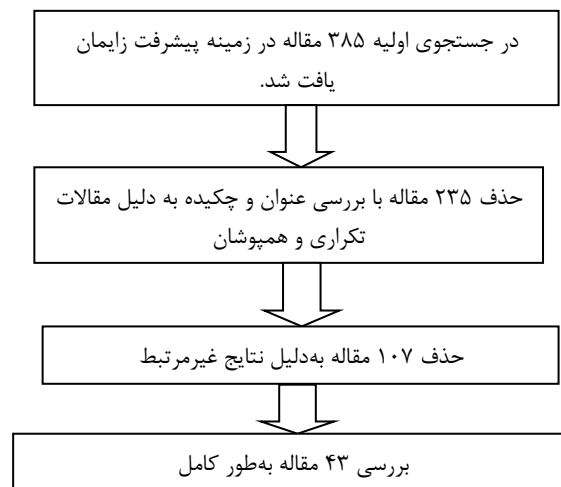 در جستجوی اولیه ۳۸۵ مقاله در زمینه پیشرفت زایمان
یافت شد.
حذف ۲۳۵ مقاله با بررسی عنوان و چکیده به دلیل مقالات
تکراری و همپوشان
حذف ۱۰۷ مقاله به‌دلیل نتایج غیرمرتبط
بررسی ۴۳ مقاله به‌طور کامل